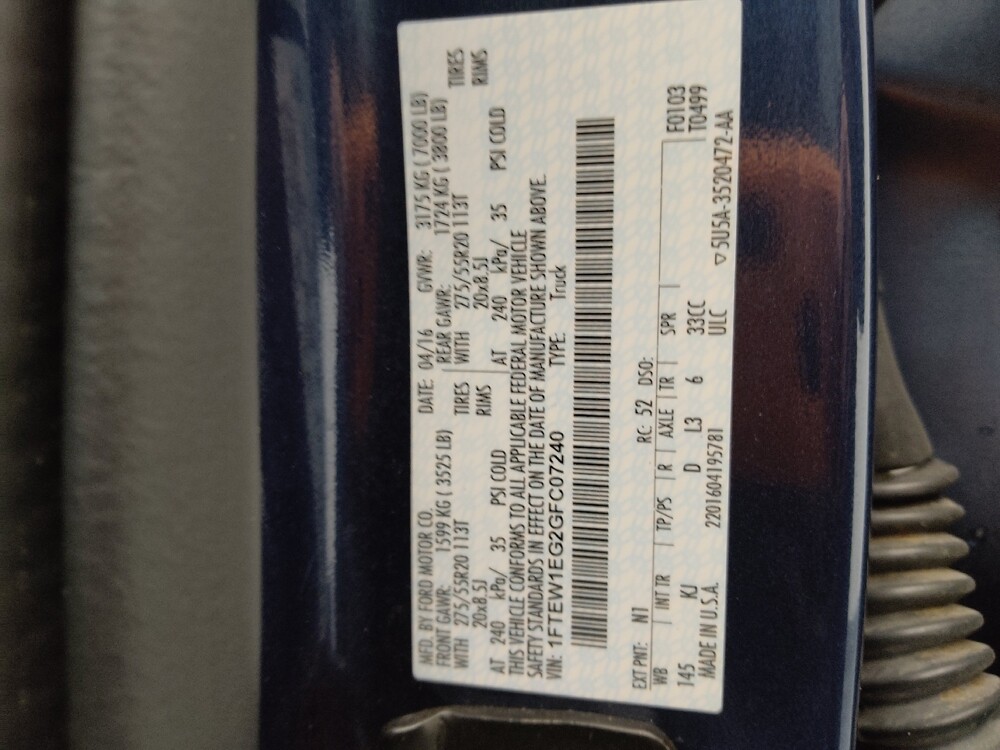 MFD. BY FORD MOTOR CO. DATE: 04/16 GVWR: 3175 KG ( 7000 LB)
FRONT GAWR: 1599 KG ( 3525 LB) REAR GAWR: 1724 KG ( 3800 LB)
WITH 275/55R20 113T TIRES WITH 275/55R20 113T TIRES
20x8.5J RIMS 20x8.5J RIMS
AT 240 kPa/ 35 PSI COLD AT 240 kPa/ 35 PSI COLD
THIS VEHICLE CONFORMS TO ALL APPLICABLE FEDERAL MOTOR VEHICLE
SAFETY STANDARDS IN EFFECT ON THE DATE OF MANUFACTURE SHOWN ABOVE.
VIN: 1FTEW1EG2GFC07240 TYPE: Truck
EXT PNT: N1 RC: 52 DSO: F0103
WB INT TR TP/PS R AXLE TR SPR T0499
145 KJ D L3 6 33CC
MADE IN U.S.A. 2201604195781 ULC ▽5U5A-3520472-AA